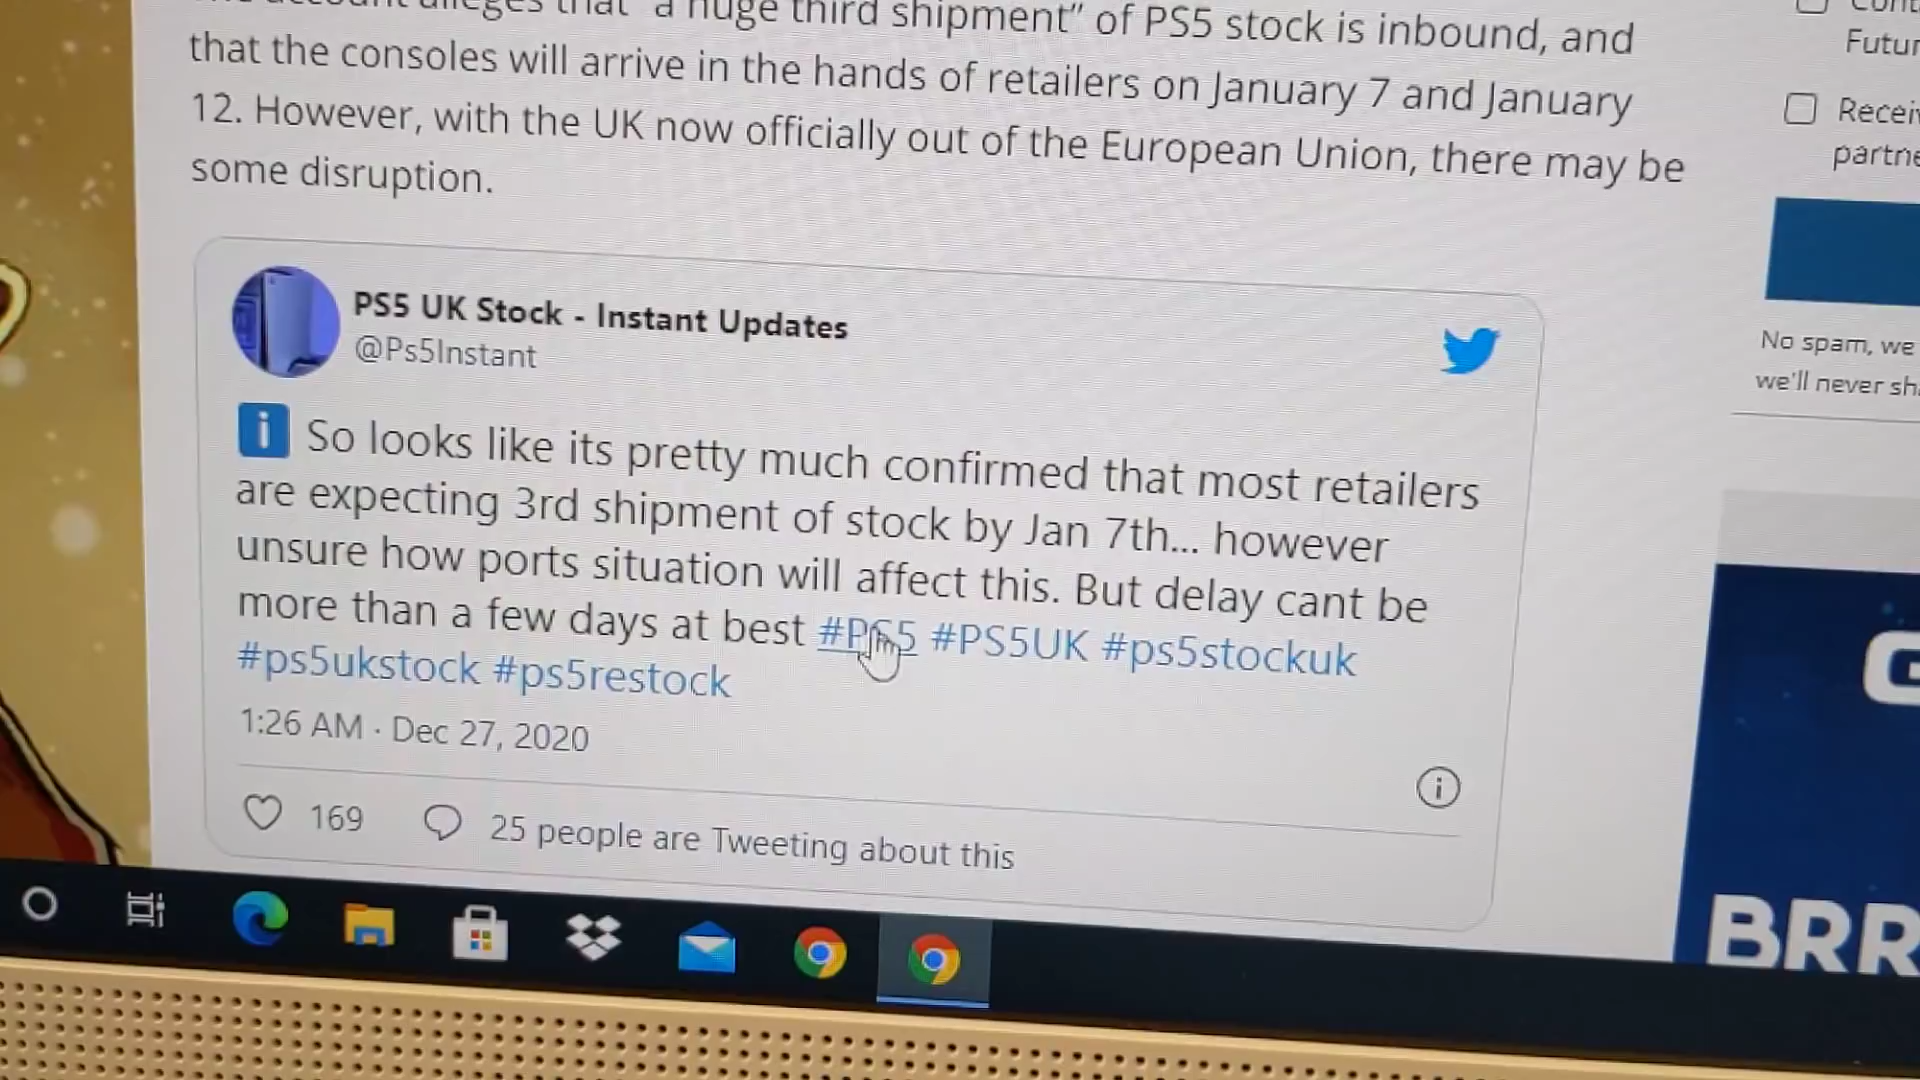 account alleges that "a huge third shipment" of PS5 stock is inbound, and
that the consoles will arrive in the hands of retailers on January 7 and January
12. However, with the UK now officially out of the European Union, there may be
some disruption.
PS5 UK Stock - Instant Updates
@Ps5Instant
i So looks like its pretty much confirmed that most retailers
are expecting 3rd shipment of stock by Jan 7th... however
unsure how ports situation will affect this. But delay cant be
more than a few days at best #PS5 #PS5UK #ps5stockuk
#ps5ukstock #ps5restock
1:26 AM · Dec 27, 2020
169 25 people are Tweeting about this
Futur
Recei
partne
No spam, we
we'll never sh
G
BRR